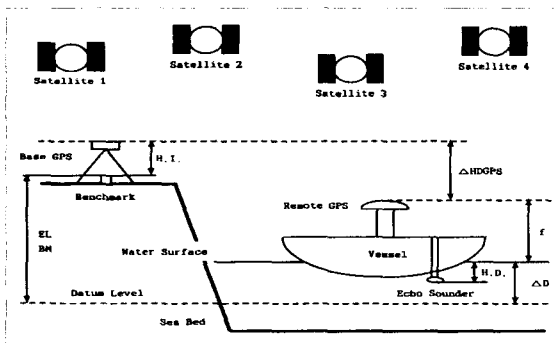 Satellite 1
Satellite 2
Satellite 3
Satellite 4
Base GPS
H.I.
△HDGPS
Benchmark
Remote GPS
f
EL
BM
Water Surface
Vessel
H.D.
△D
Datum Level
Echo Sounder
Sea Bed